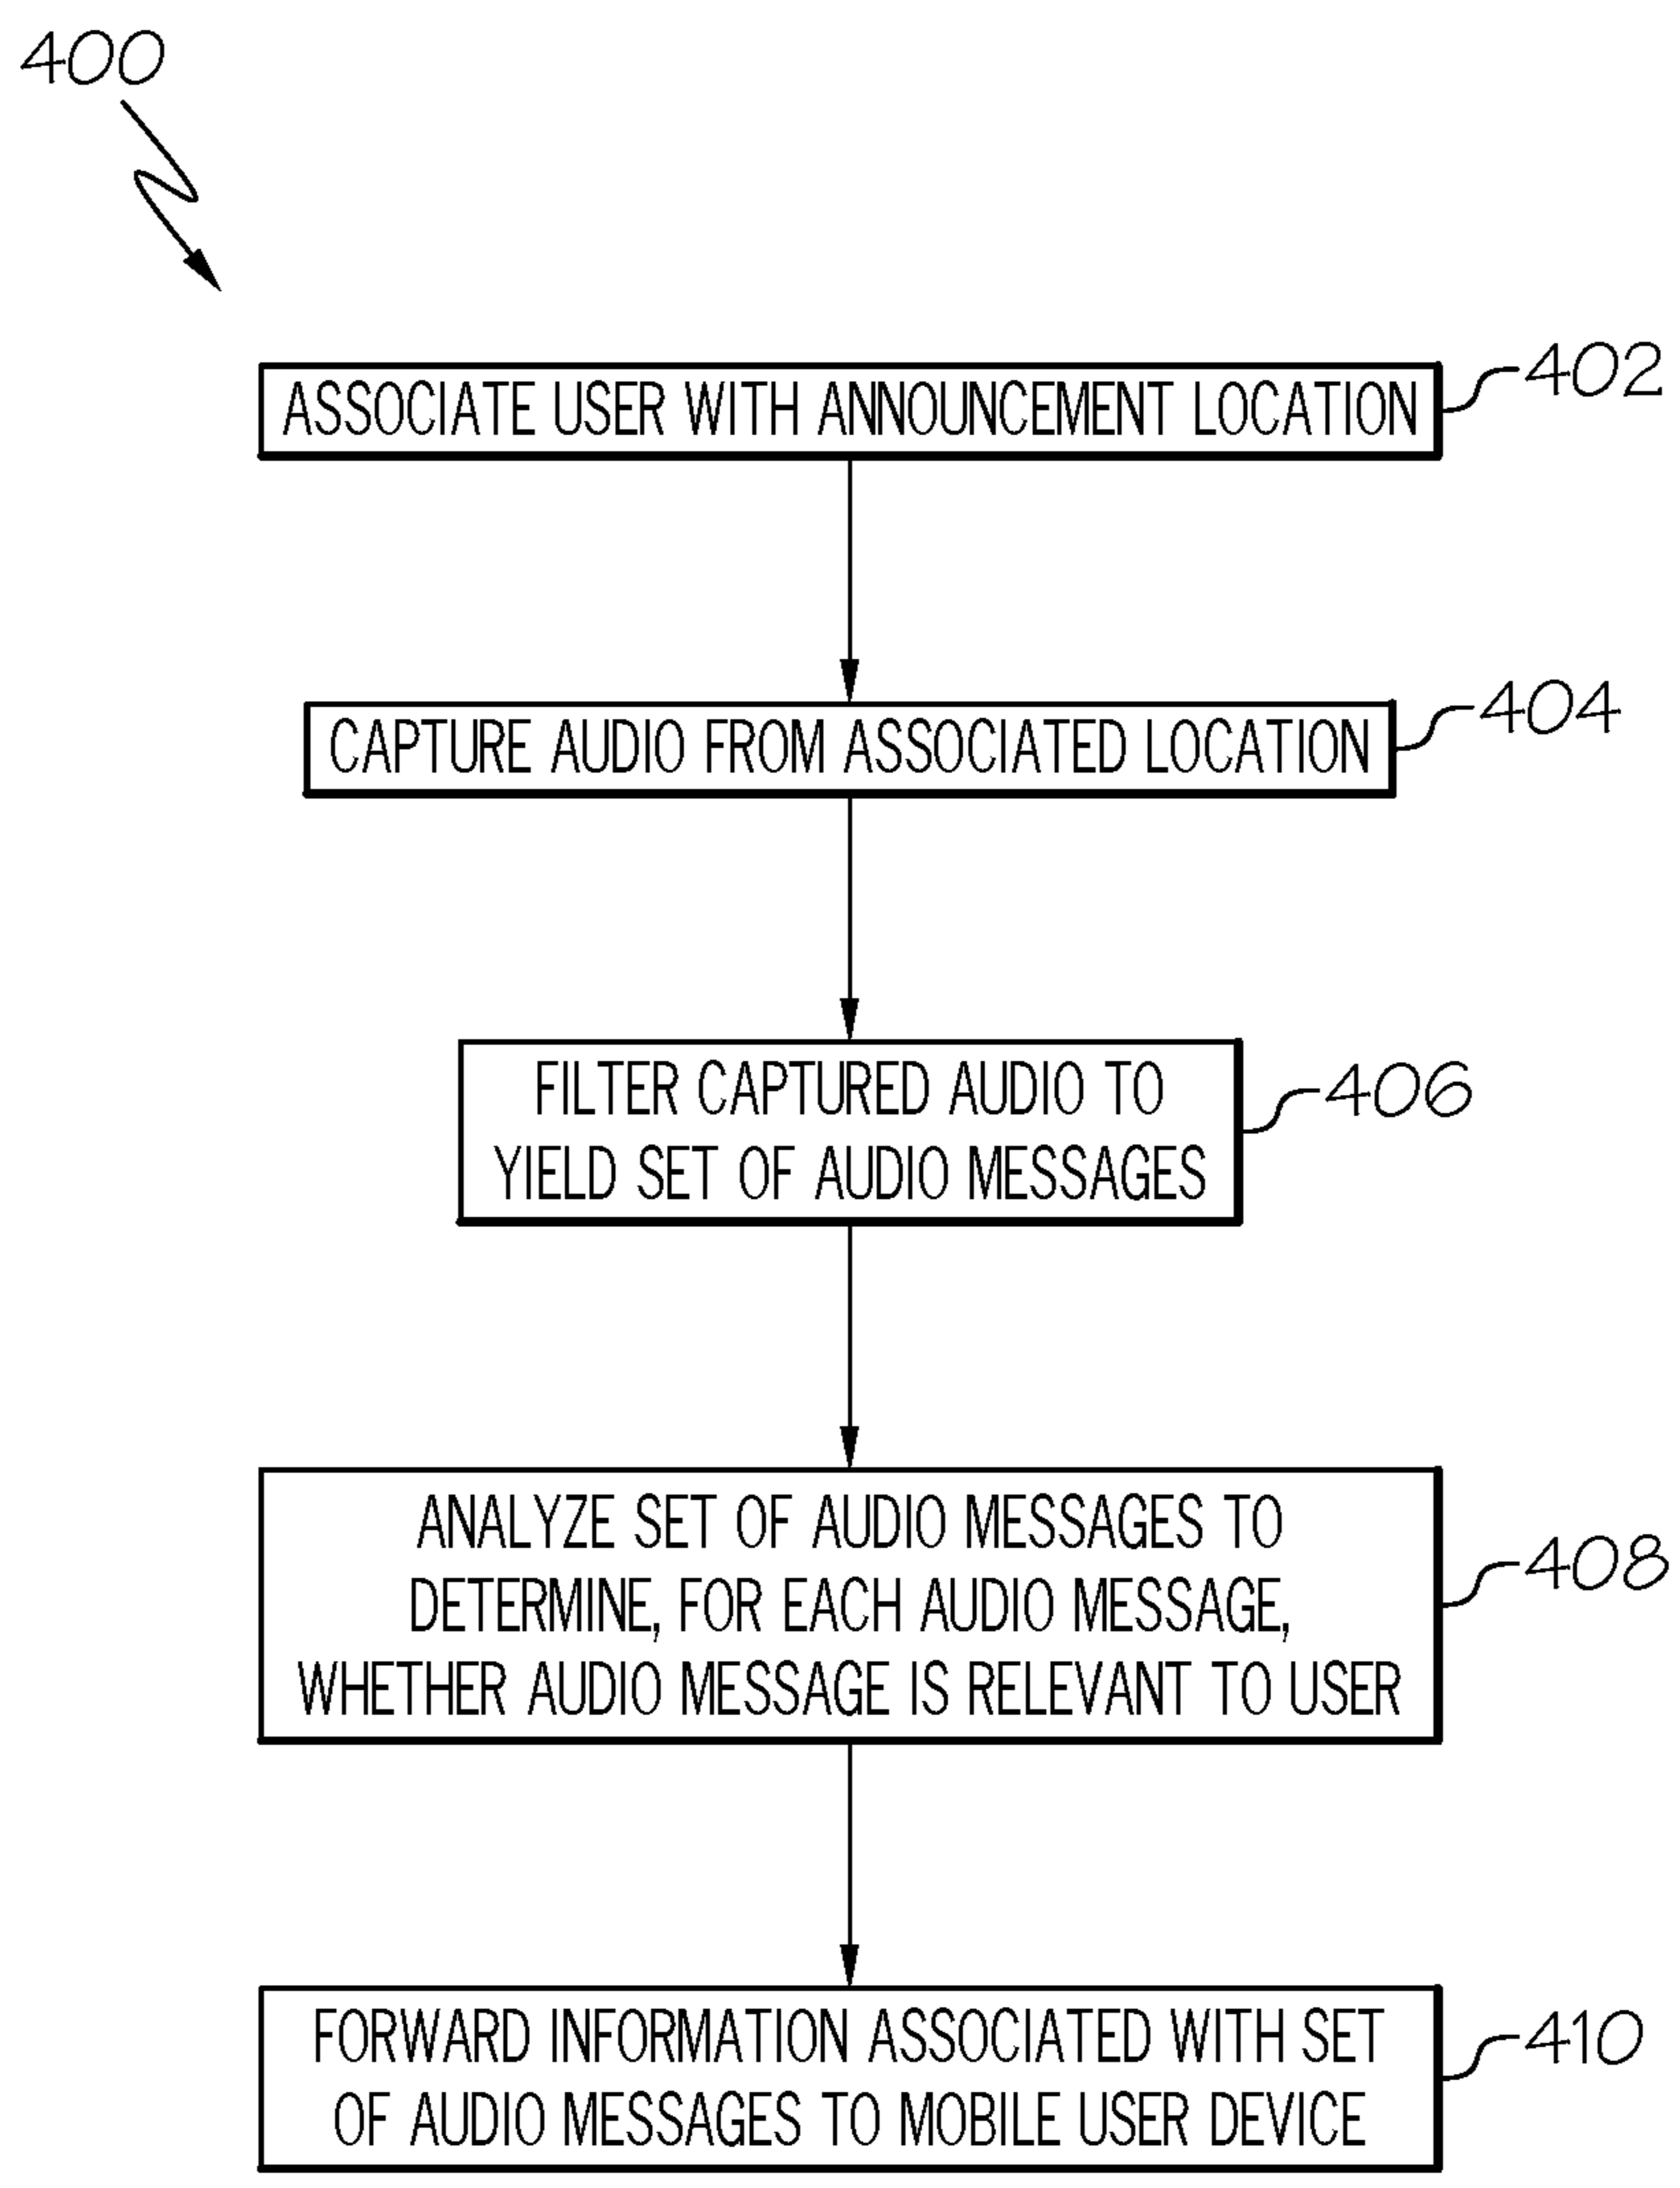 400
ASSOCIATE USER WITH ANNOUNCEMENT LOCATION
402
CAPTURE AUDIO FROM ASSOCIATED LOCATION
404
FILTER CAPTURED AUDIO TO
YIELD SET OF AUDIO MESSAGES
406
ANALYZE SET OF AUDIO MESSAGES TO
DETERMINE, FOR EACH AUDIO MESSAGE,
WHETHER AUDIO MESSAGE IS RELEVANT TO USER
408
FORWARD INFORMATION ASSOCIATED WITH SET
OF AUDIO MESSAGES TO MOBILE USER DEVICE
410